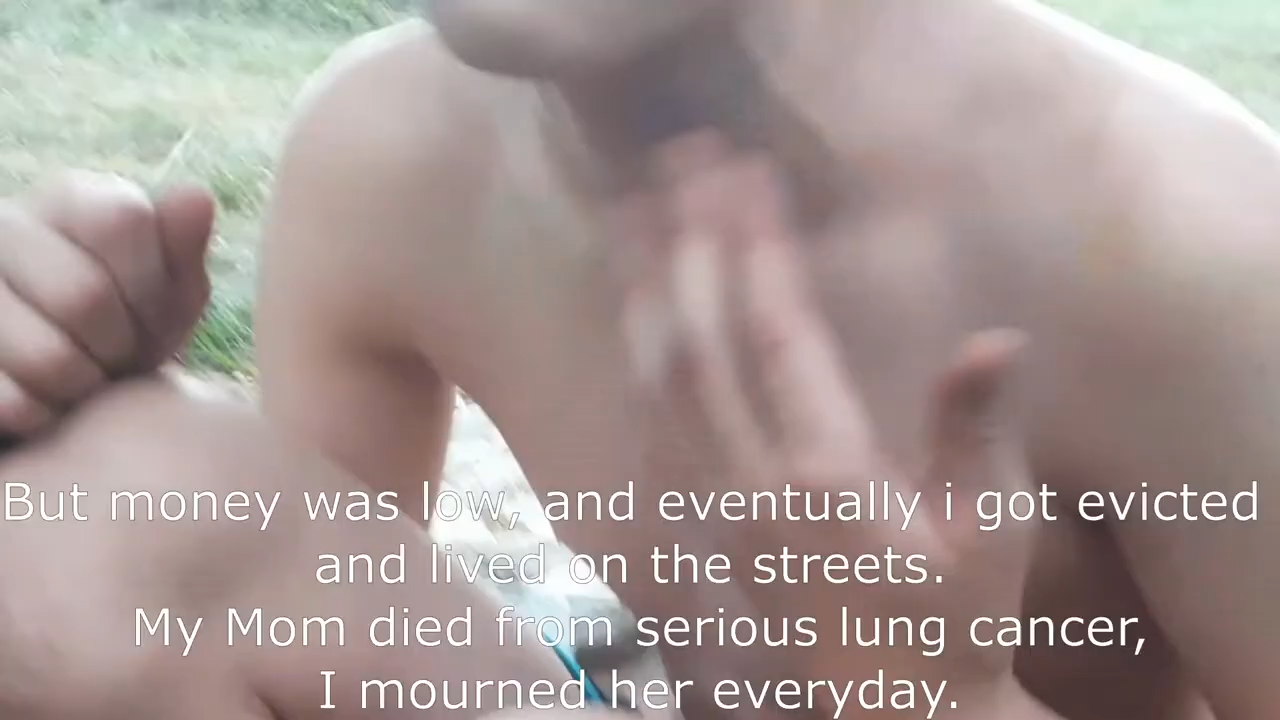 But money was low, and eventually i got evicted
and lived on the streets.
My Mom died from serious lung cancer,
I mourned her everyday.